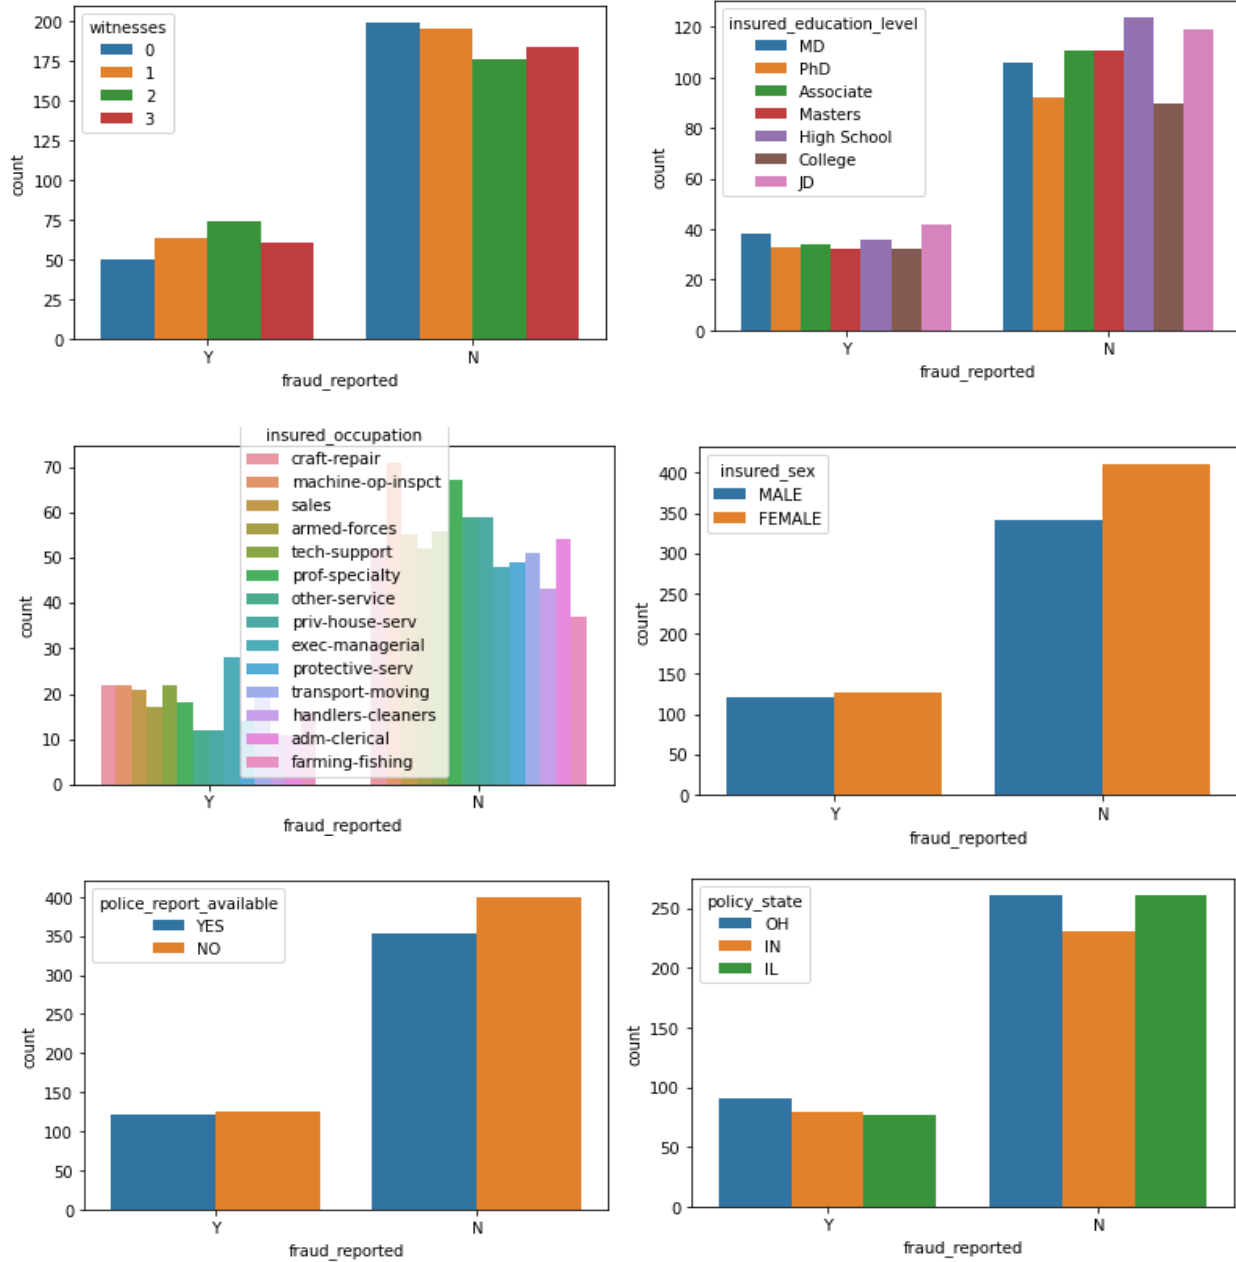 witnesses
0
1
2
3
200
175
150
125
100
75
50
25
0
count
Y
N
fraud_reported
insured_education_level
MD
PhD
Associate
Masters
High School
College
JD
120
100
80
60
40
20
0
count
Y
N
fraud_reported
insured_occupation
craft-repair
machine-op-inspct
sales
armed-forces
tech-support
prof-specialty
other-service
priv-house-serv
exec-managerial
protective-serv
transport-moving
handlers-cleaners
adm-clerical
farming-fishing
70
60
50
40
30
20
10
0
count
Y
N
fraud_reported
insured_sex
MALE
FEMALE
400
350
300
250
200
150
100
50
0
count
Y
N
fraud_reported
police_report_available
YES
NO
400
350
300
250
200
150
100
50
0
count
Y
N
fraud_reported
policy_state
OH
IN
IL
250
200
150
100
50
0
count
Y
N
fraud_reported